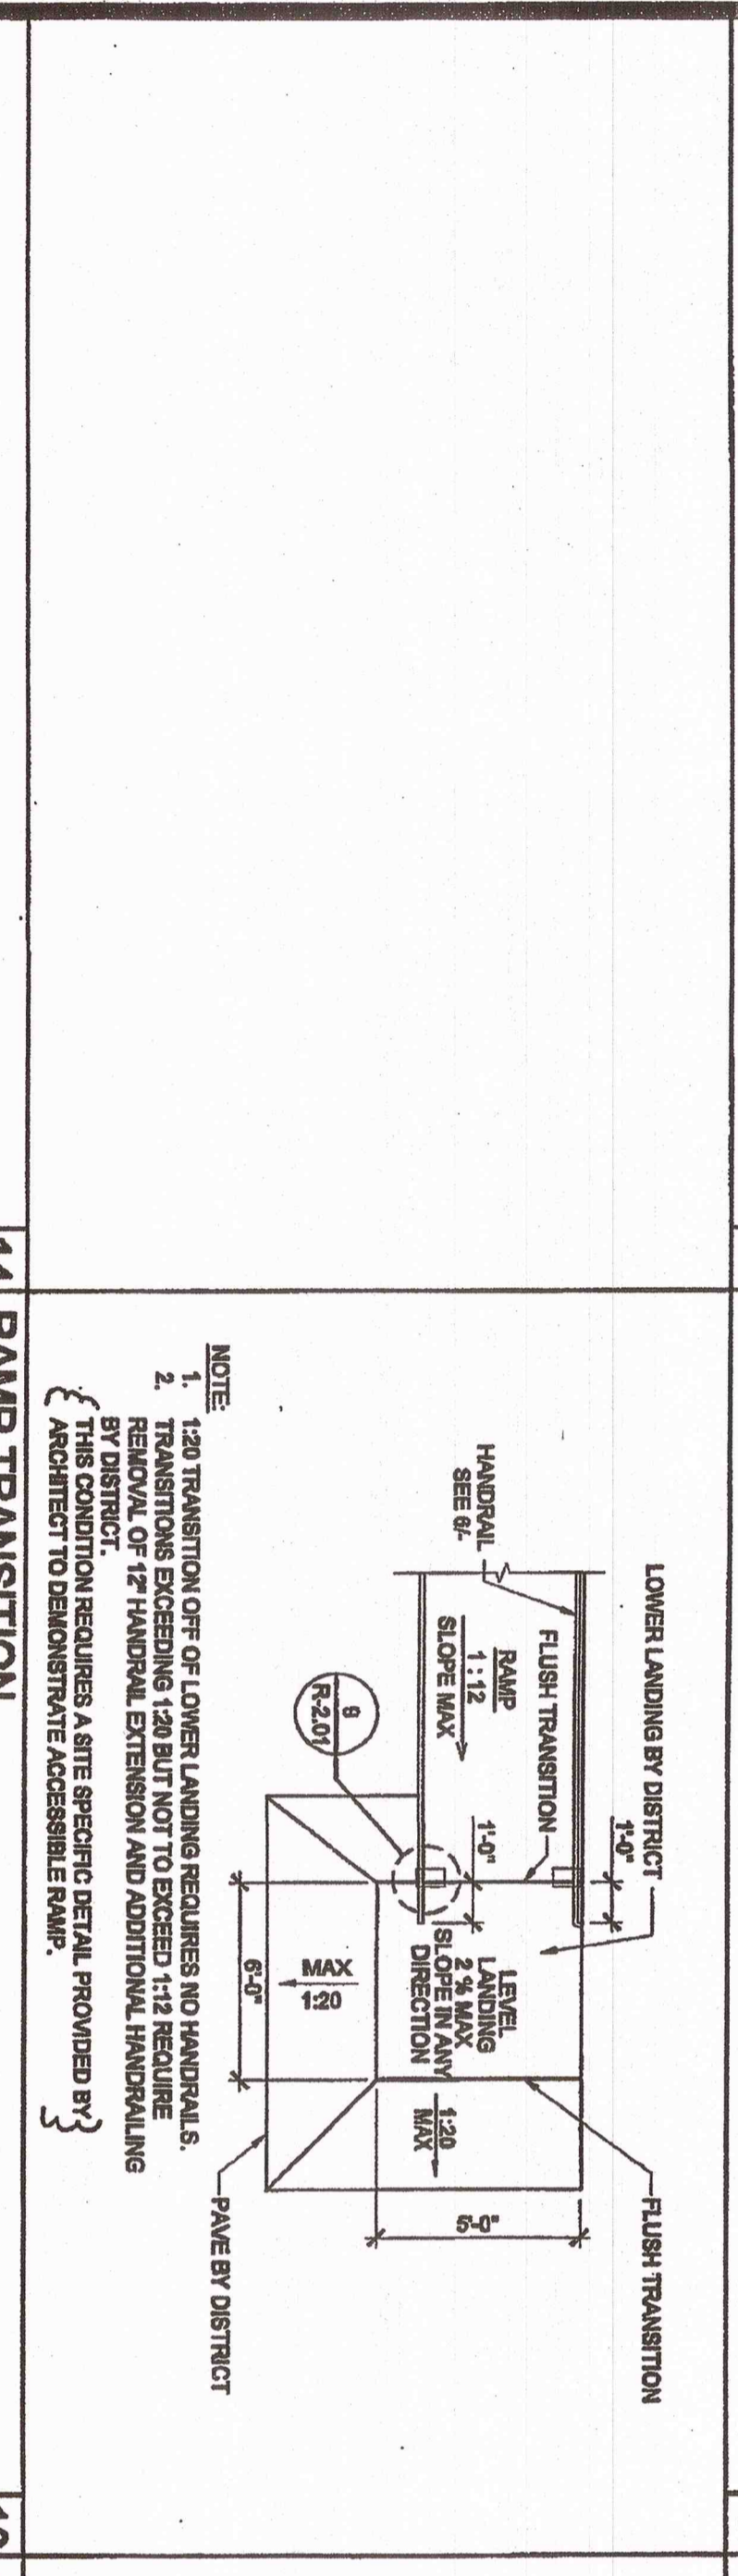 LOWER LANDING BY DISTRICT
1'-0"
FLUSH TRANSITION
HANDRAIL
SEE 6/-
FLUSH TRANSITION
RAMP
1:12
SLOPE MAX
1'-0"
LEVEL
LANDING
2 % MAX
SLOPE IN ANY
DIRECTION
1:20
MAX
5'-0"
R-2.01
MAX
1:20
6'-0"
PAVE BY DISTRICT
NOTE:
1. 1:20 TRANSITION OFF OF LOWER LANDING REQUIRES NO HANDRAILS.
2. TRANSITIONS EXCEEDING 1:20 BUT NOT TO EXCEED 1:12 REQUIRE
REMOVAL OF 12" HANDRAIL EXTENSION AND ADDITIONAL HANDRAILING
BY DISTRICT.
{ THIS CONDITION REQUIRES A SITE SPECIFIC DETAIL PROVIDED BY }
ARCHITECT TO DEMONSTRATE ACCESSIBLE RAMP.
RAMP TRANSITION